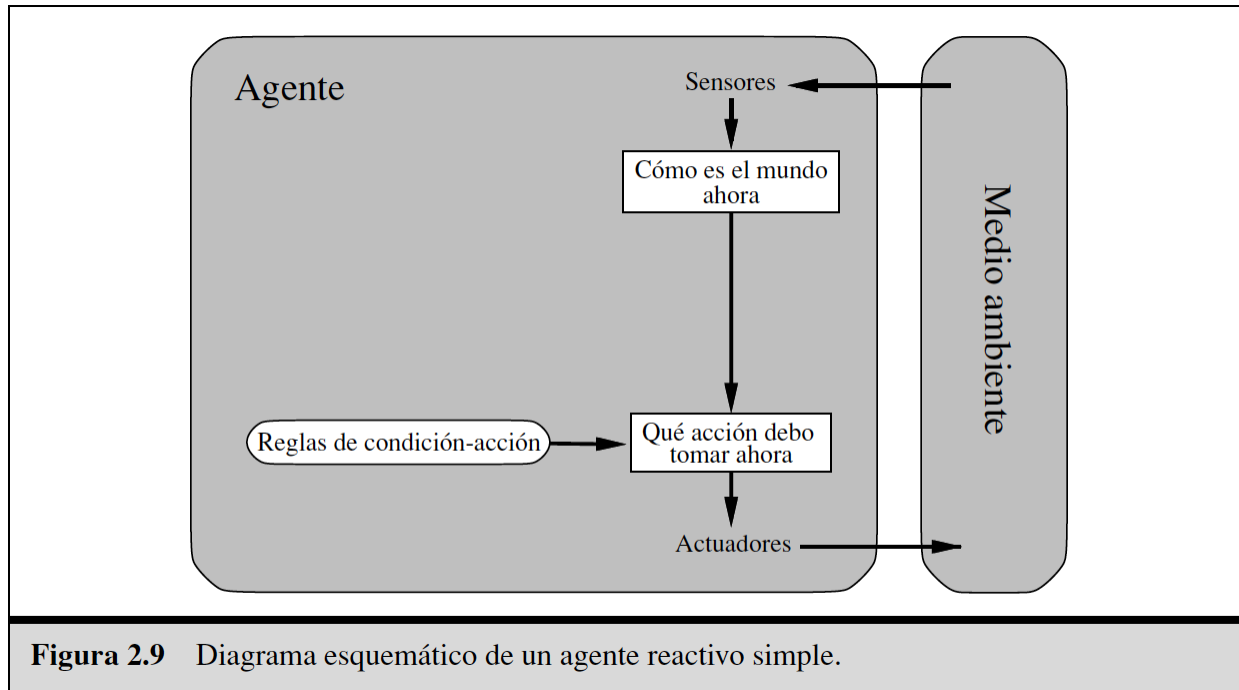 Agente
Sensores
Cómo es el mundo
ahora
Medio ambiente
Reglas de condición-acción
Qué acción debo
tomar ahora
Actuadores
Figura 2.9 Diagrama esquemático de un agente reactivo simple.